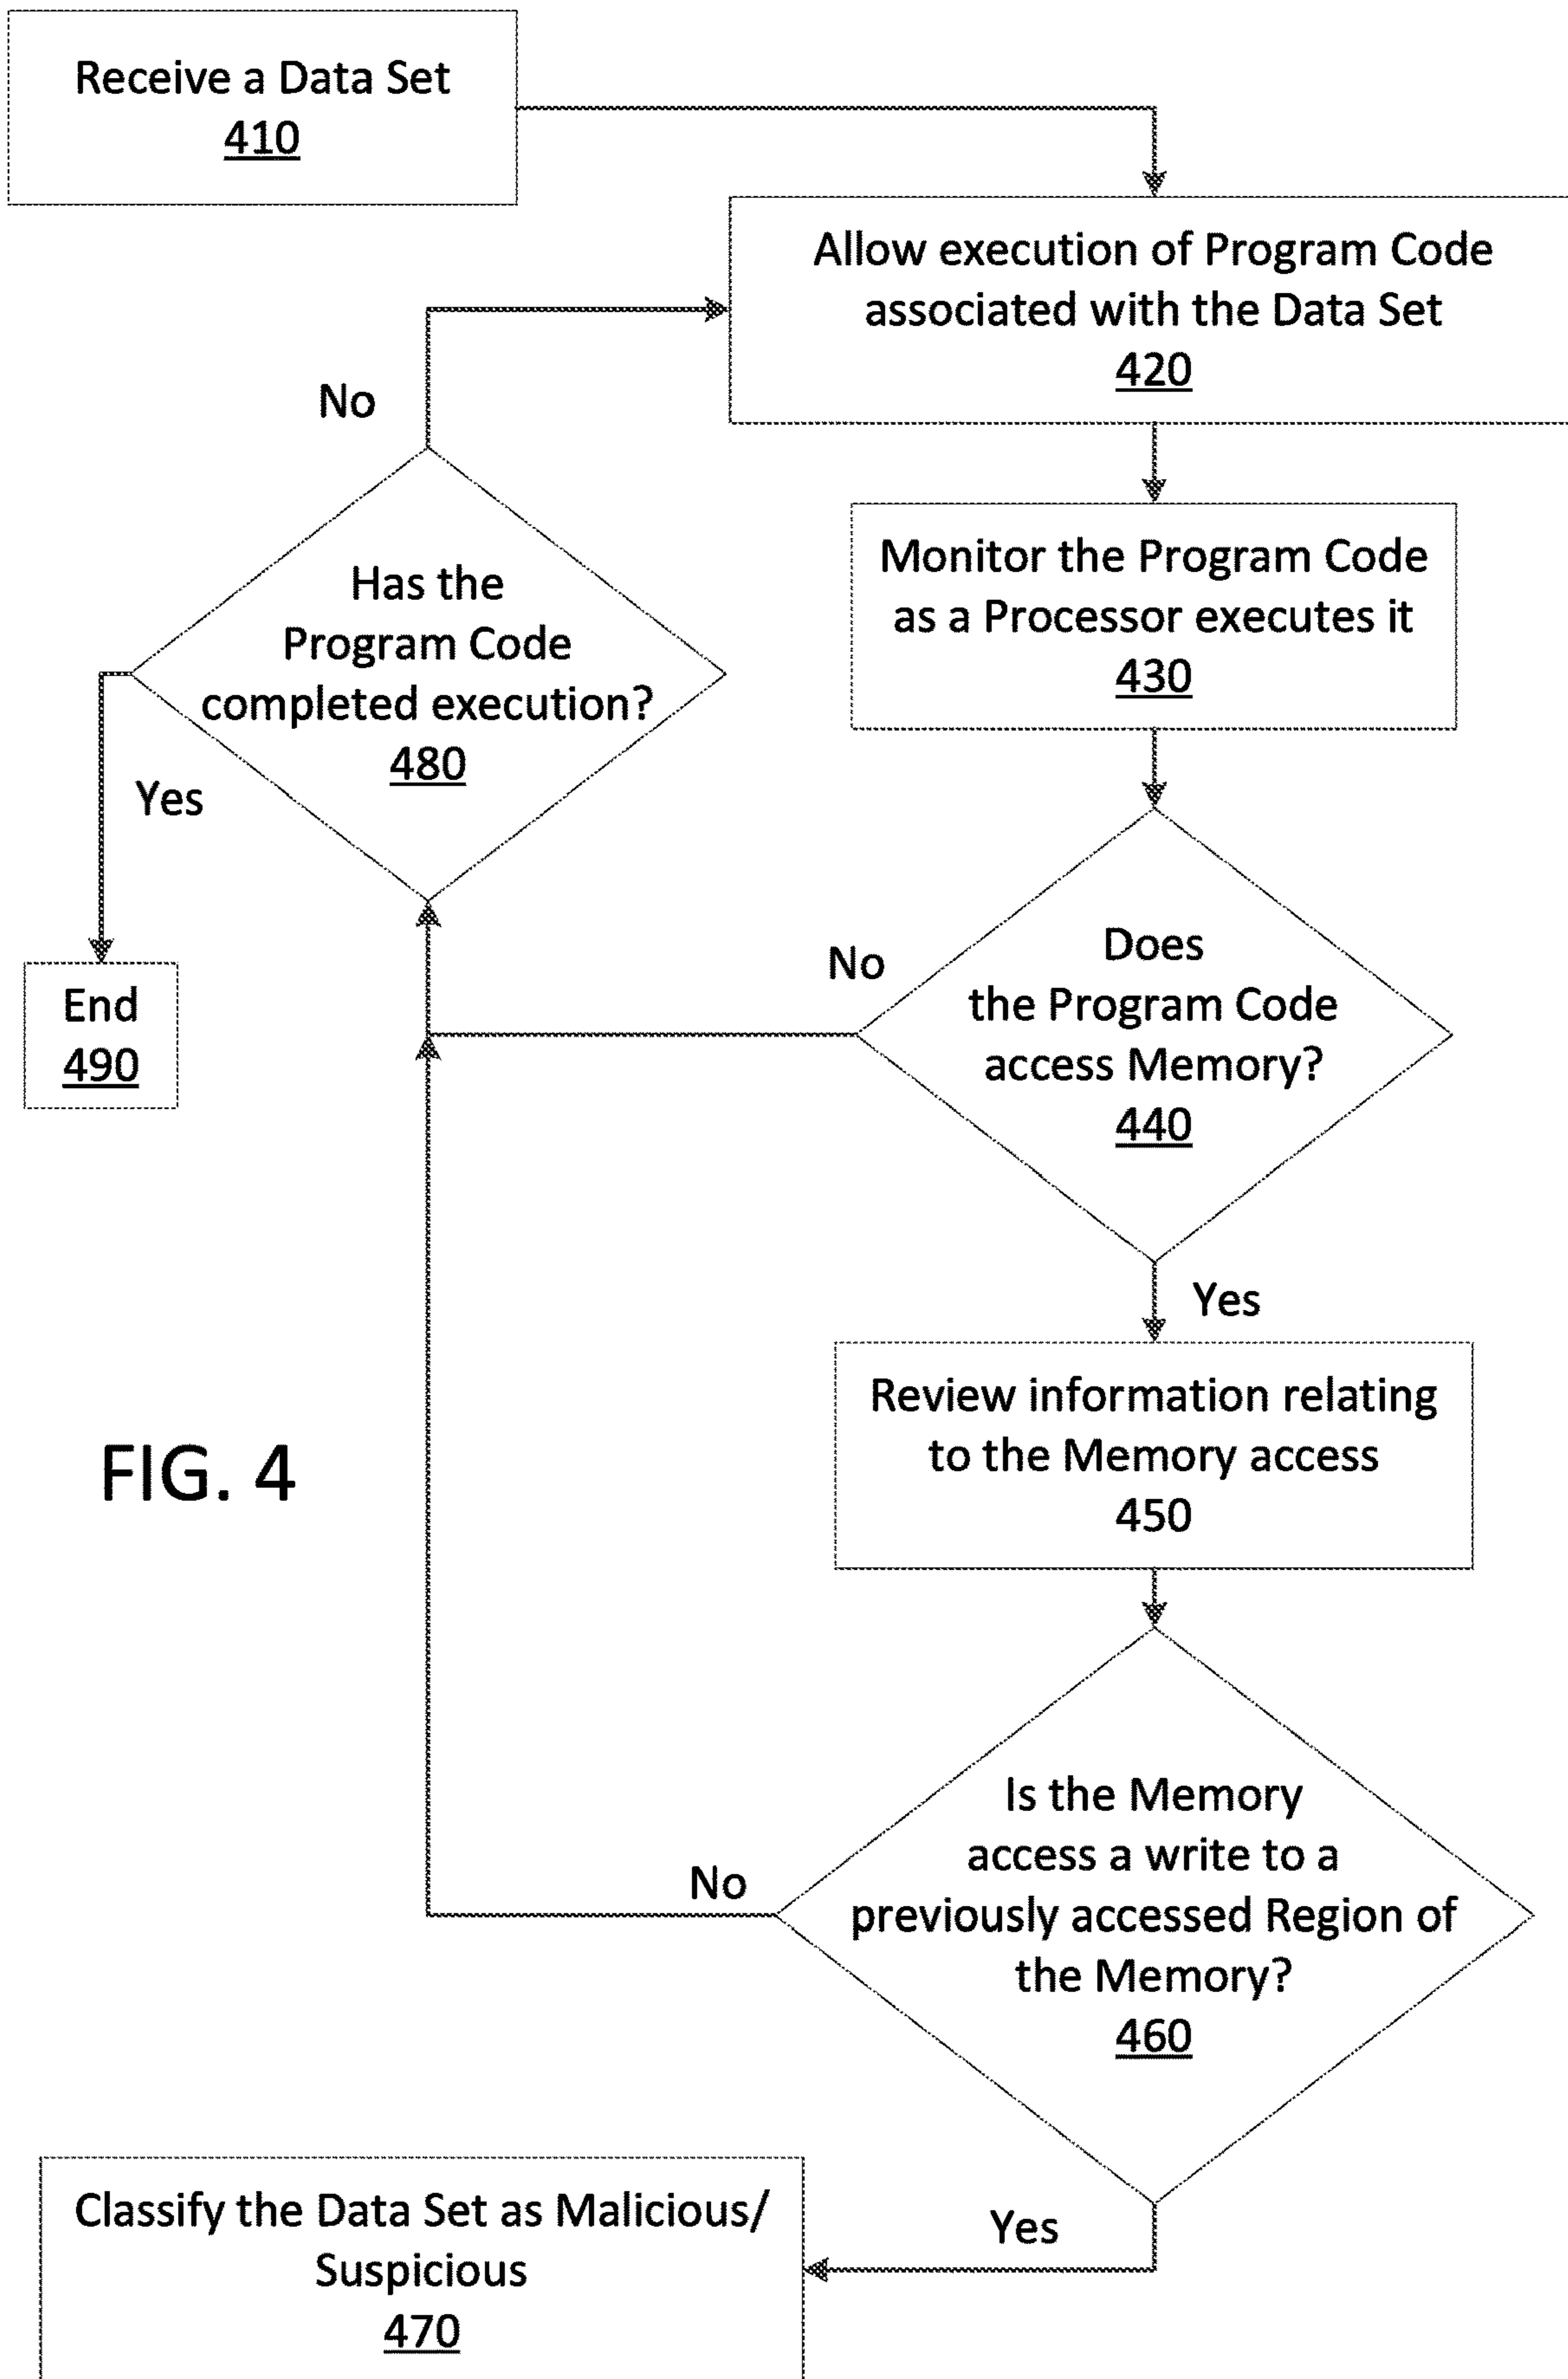 Receive a Data Set
410
Allow execution of Program Code
associated with the Data Set
420
No
Monitor the Program Code
as a Processor executes it
430
Has the
Program Code
completed execution?
480
Yes
End
490
No
Does
the Program Code
access Memory?
440
Yes
Review information relating
to the Memory access
450
FIG. 4
Is the Memory
access a write to a
previously accessed Region of
the Memory?
460
No
Yes
Classify the Data Set as Malicious/
Suspicious
470